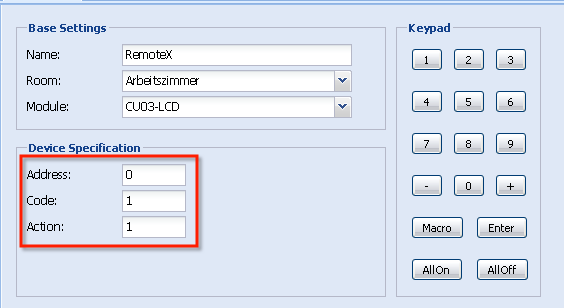 Base Settings
Name: RemoteX
Room: Arbeitszimmer
Module: CU03-LCD
Device Specification
Address: 0
Code: 1
Action: 1
Keypad
1 2 3
4 5 6
7 8 9
- 0 +
Macro Enter
AllOn AllOff